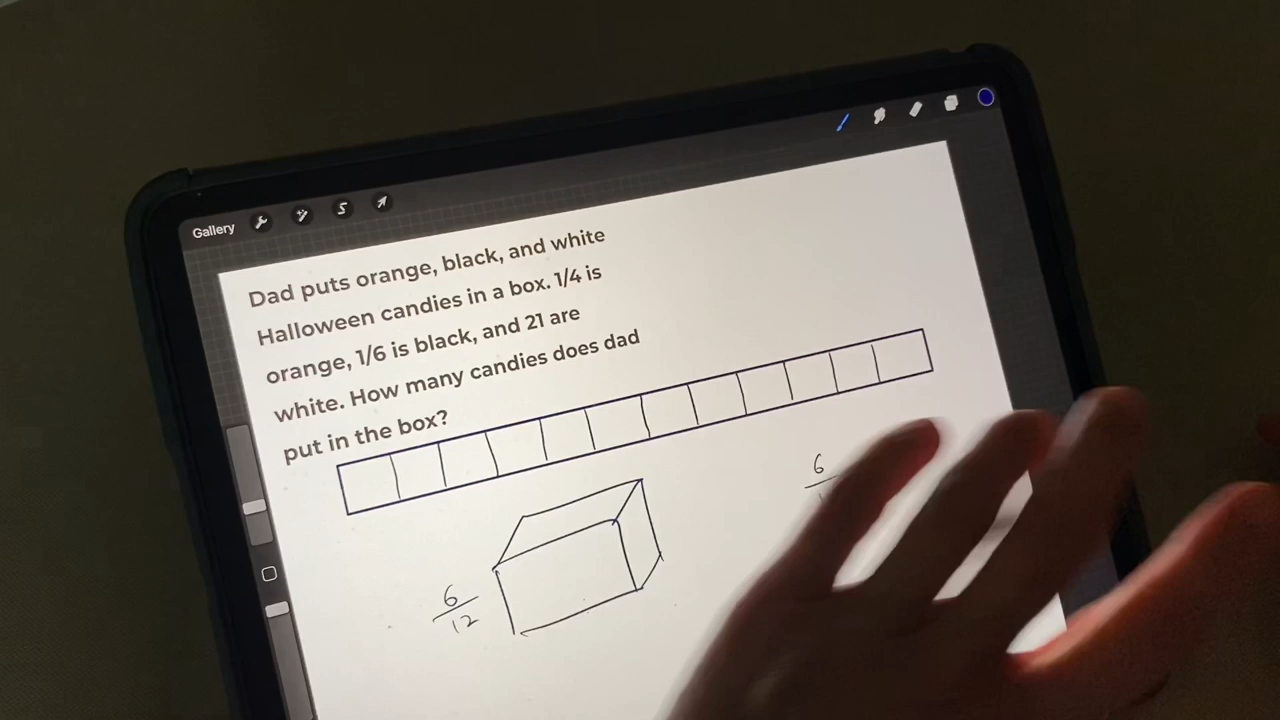 Gallery
Dad puts orange, black, and white
Halloween candies in a box. 1/4 is
orange, 1/6 is black, and 21 are
white. How many candies does dad
put in the box?
6
6
12